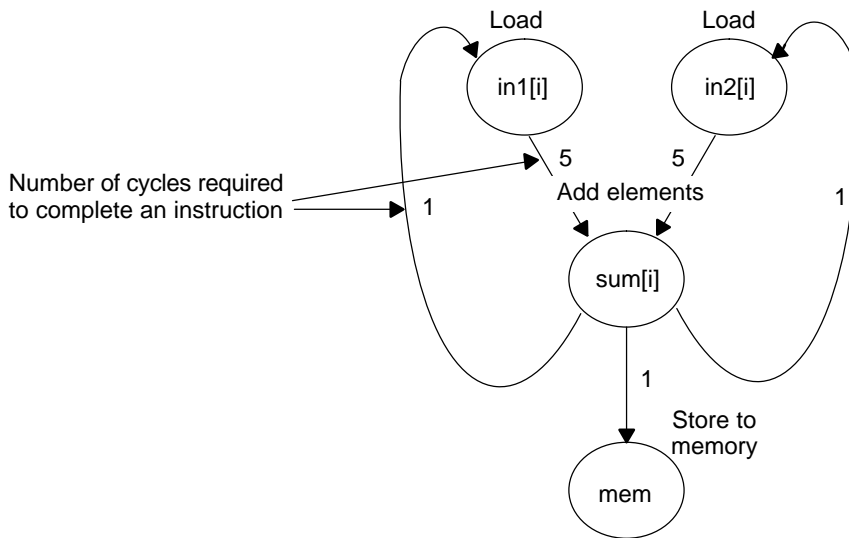 Load
Load
in1[i]
in2[i]
5
5
Number of cycles required
to complete an instruction
Add elements
1
1
sum[i]
1
Store to
memory
mem